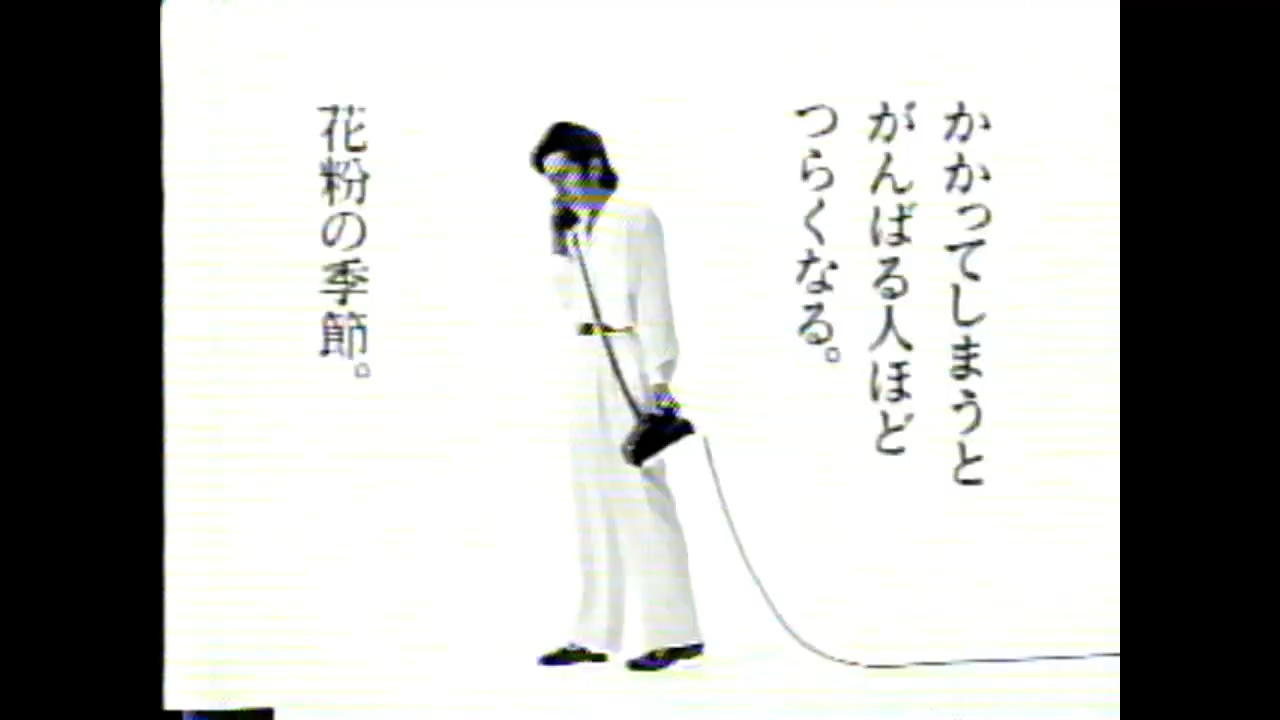 かかってしまうと
がんばる人ほど
つらくなる。
花粉の季節。